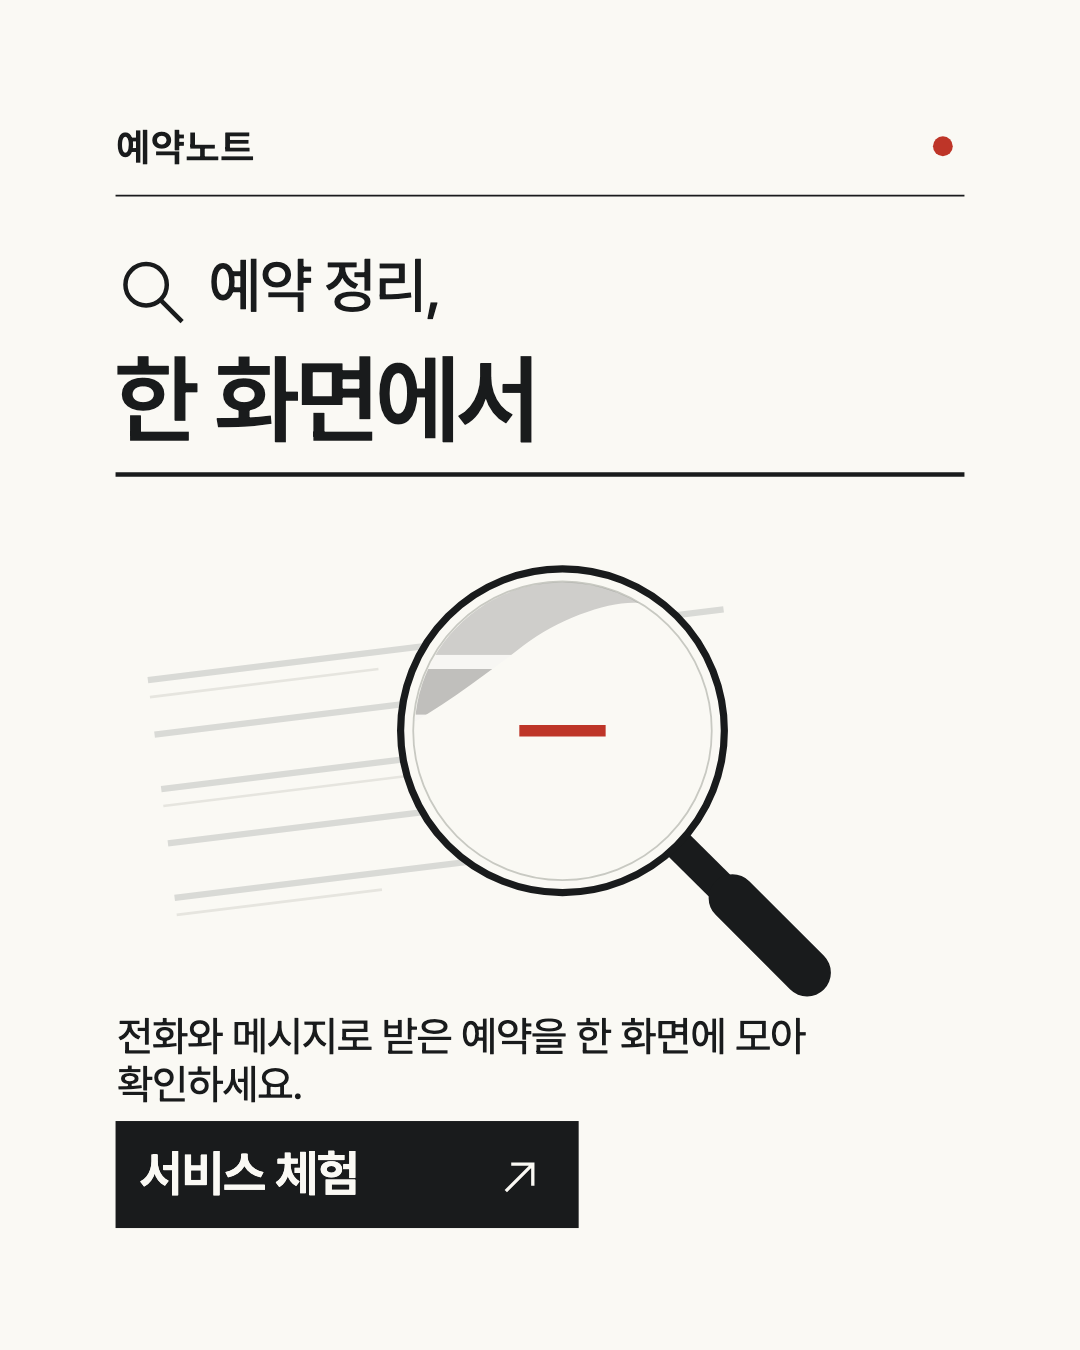 예약노트
예약 정리,
한 화면에서
전화와 메시지로 받은 예약을 한 화면에 모아
확인하세요.
서비스 체험